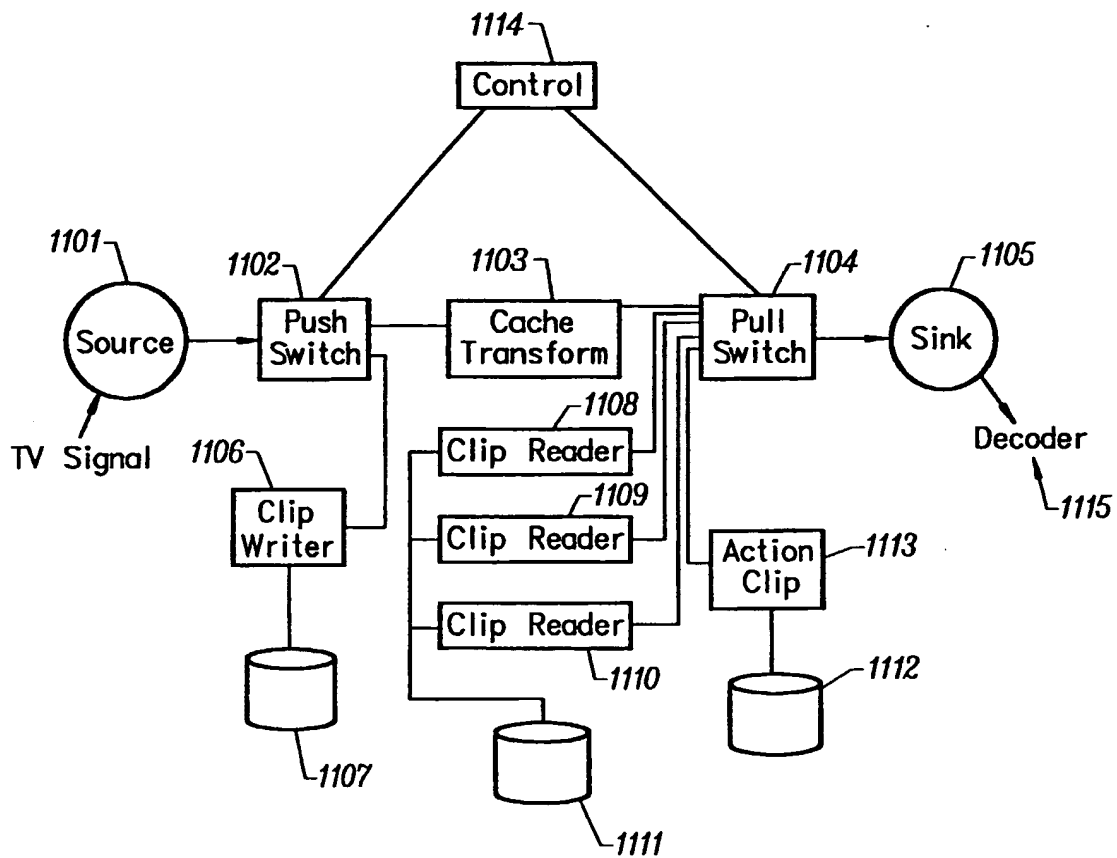 1114
Control
1101
1102
1103
1104
1105
Source
Push
Switch
Cache
Transform
Pull
Switch
Sink
TV Signal
1108
Clip Reader
Decoder
1106
1115
Clip
Writer
1109
Clip Reader
Action
Clip
1113
Clip Reader
1110
1112
1107
1111